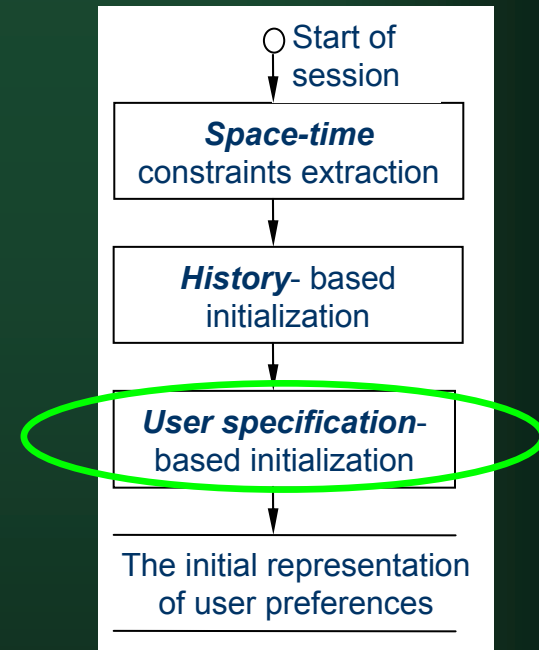 Start of
session
Space-time
constraints extraction
History- based
initialization
User specification-
based initialization
The initial representation
of user preferences